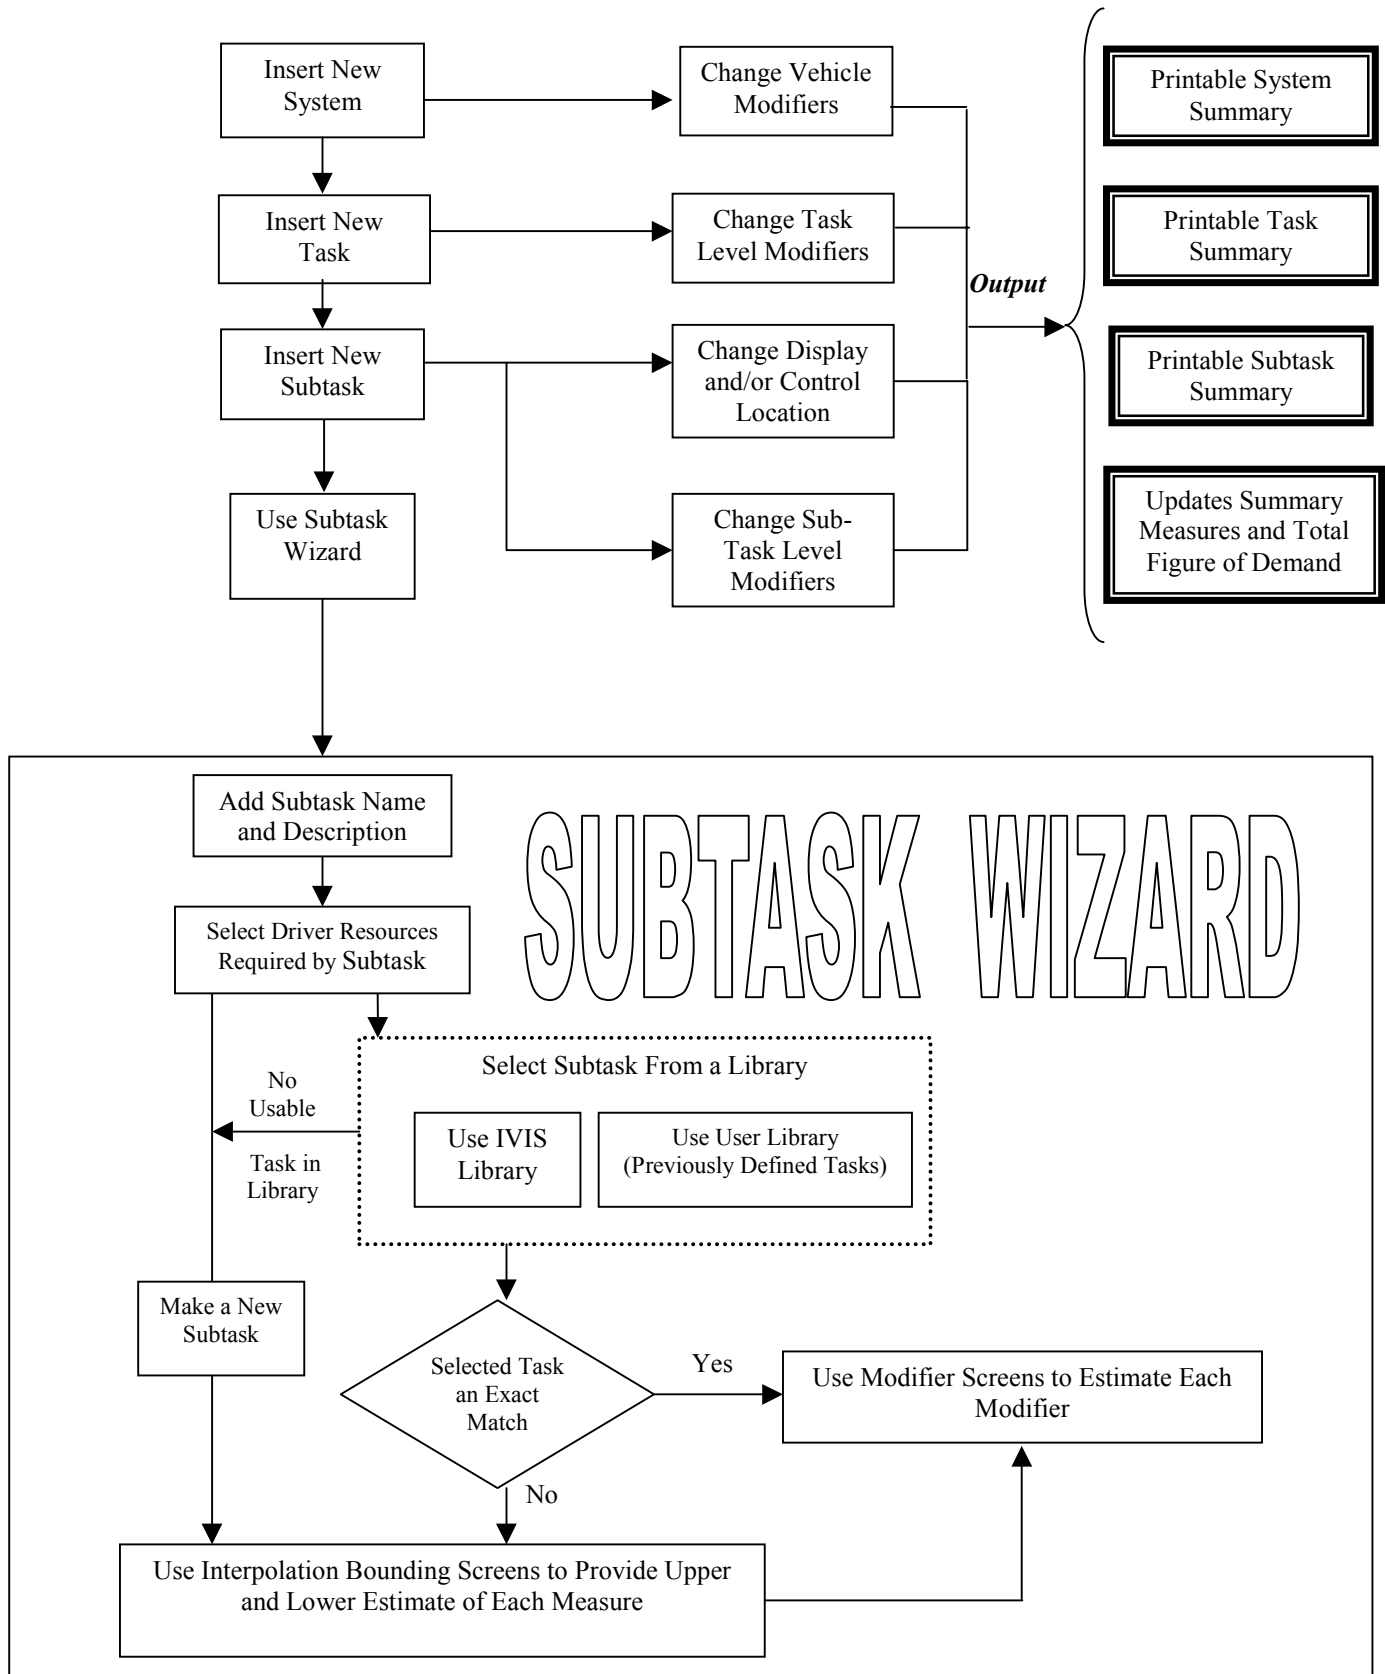 Insert New
System
Change Vehicle
Modifiers
Printable System
Summary
Insert New
Task
Change Task
Level Modifiers
Printable Task
Summary
Output
Insert New
Subtask
Change Display
and/or Control
Location
Printable Subtask
Summary
Use Subtask
Wizard
Change Sub-
Task Level
Modifiers
Updates Summary
Measures and Total
Figure of Demand
Add Subtask Name
and Description
SUBTASK WIZARD
Select Driver Resources
Required by Subtask
Select Subtask From a Library
No
Usable
Task in
Library
Use IVIS
Library
Use User Library
(Previously Defined Tasks)
Make a New
Subtask
Selected Task
an Exact
Match
Yes
Use Modifier Screens to Estimate Each
Modifier
No
Use Interpolation Bounding Screens to Provide Upper
and Lower Estimate of Each Measure